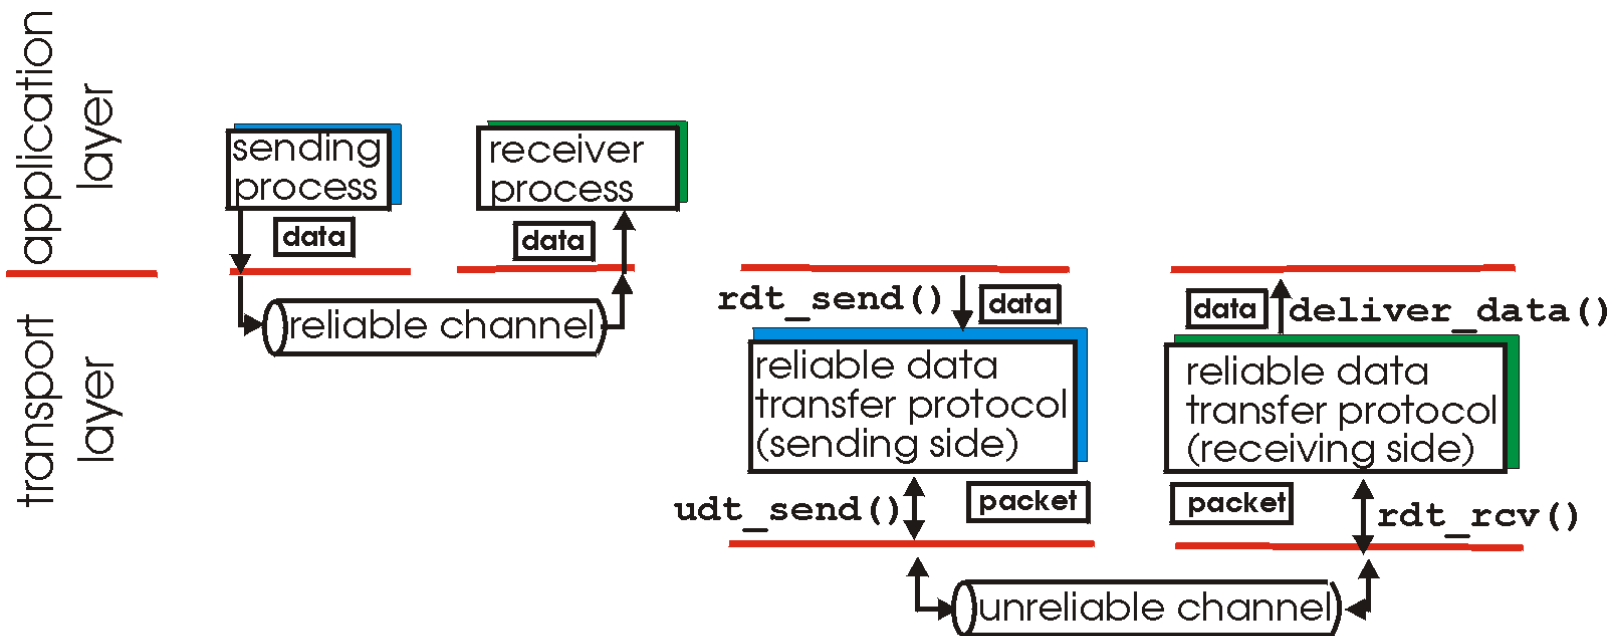 application
layer
transport
layer
sending
process
data
receiver
process
data
reliable channel
rdt_send()
data
reliable data
transfer protocol
(sending side)
udt_send()
packet
data
deliver_data()
reliable data
transfer protocol
(receiving side)
packet
rdt_rcv()
unreliable channel